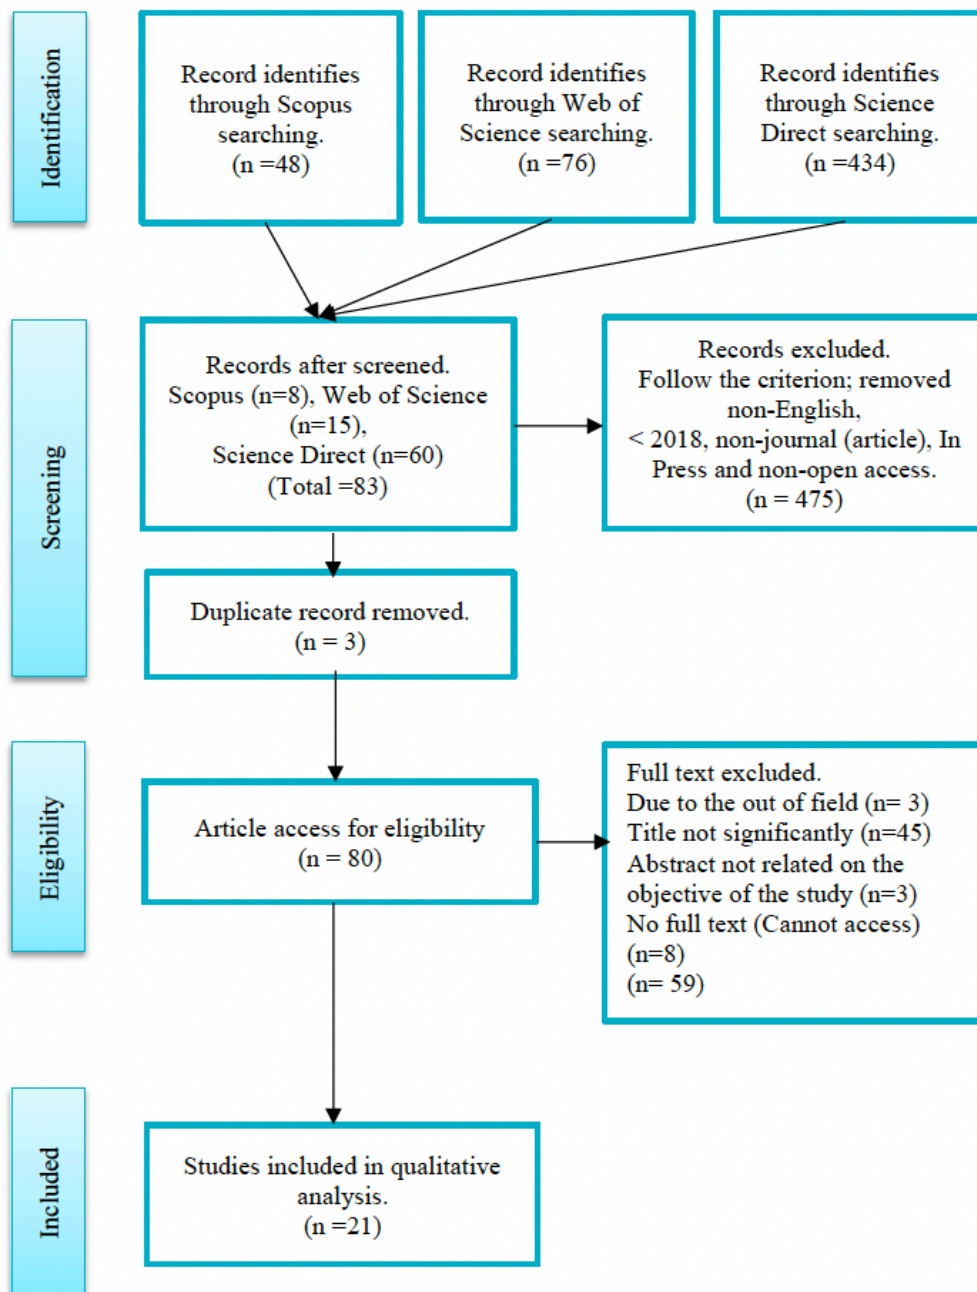 Identification
Record identifies
through Scopus
searching.
(n =48)
Record identifies
through Web of
Science searching.
(n =76)
Record identifies
through Science
Direct searching.
(n =434)
Screening
Records after screened.
Scopus (n=8), Web of Science
(n=15),
Science Direct (n=60)
(Total =83)
Records excluded.
Follow the criterion; removed
non-English,
< 2018, non-journal (article), In
Press and non-open access.
(n = 475)
Duplicate record removed.
(n = 3)
Eligibility
Article access for eligibility
(n = 80)
Full text excluded.
Due to the out of field (n= 3)
Title not significantly (n=45)
Abstract not related on the
objective of the study (n=3)
No full text (Cannot access)
(n=8)
(n= 59)
Included
Studies included in qualitative
analysis.
(n =21)